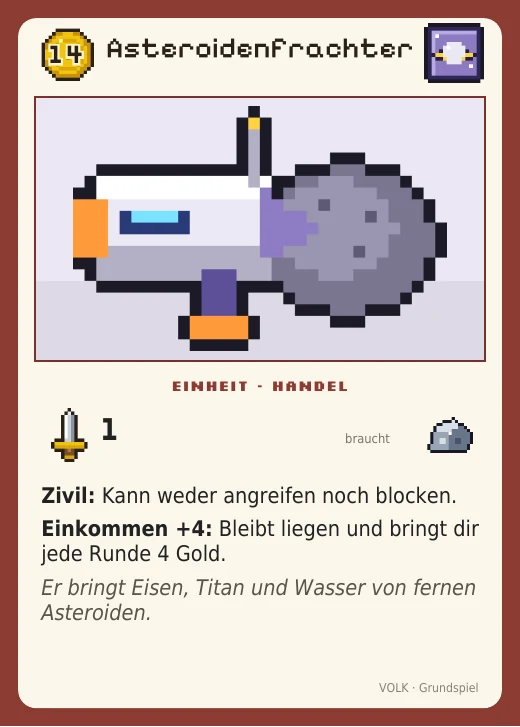 14 Asteroidenfrachter
EINHEIT · HANDEL
1
braucht
Zivil: Kann weder angreifen noch blocken.
Einkommen +4: Bleibt liegen und bringt dir
jede Runde 4 Gold.
Er bringt Eisen, Titan und Wasser von fernen
Asteroiden.
VOLK · Grundspiel